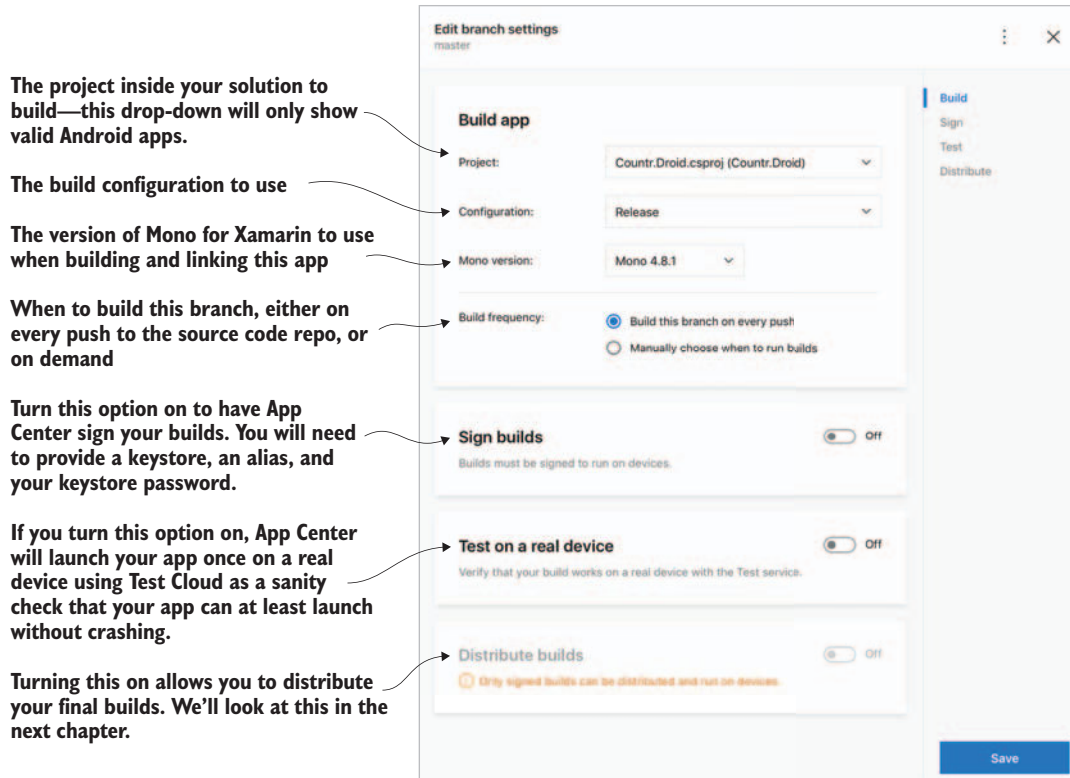 The project inside your solution to
build—this drop-down will only show
valid Android apps.
The build configuration to use
The version of Mono for Xamarin to use
when building and linking this app
When to build this branch, either on
every push to the source code repo, or
on demand
Turn this option on to have App
Center sign your builds. You will need
to provide a keystore, an alias, and
your keystore password.
If you turn this option on, App Center
will launch your app once on a real
device using Test Cloud as a sanity
check that your app can at least launch
without crashing.
Turning this on allows you to distribute
your final builds. We’ll look at this in the
next chapter.
Edit branch settings
master
Build app
Project:
Countr.Droid.csproj (Countr.Droid)
Configuration:
Release
Mono version:
Mono 4.8.1
Build frequency:
Build this branch on every push
Manually choose when to run builds
Sign builds
Off
Builds must be signed to run on devices.
Test on a real device
Off
Verify that your build works on a real device with the Test service.
Distribute builds
Off
Only signed builds can be distributed and run on devices.
Build
Sign
Test
Distribute
Save